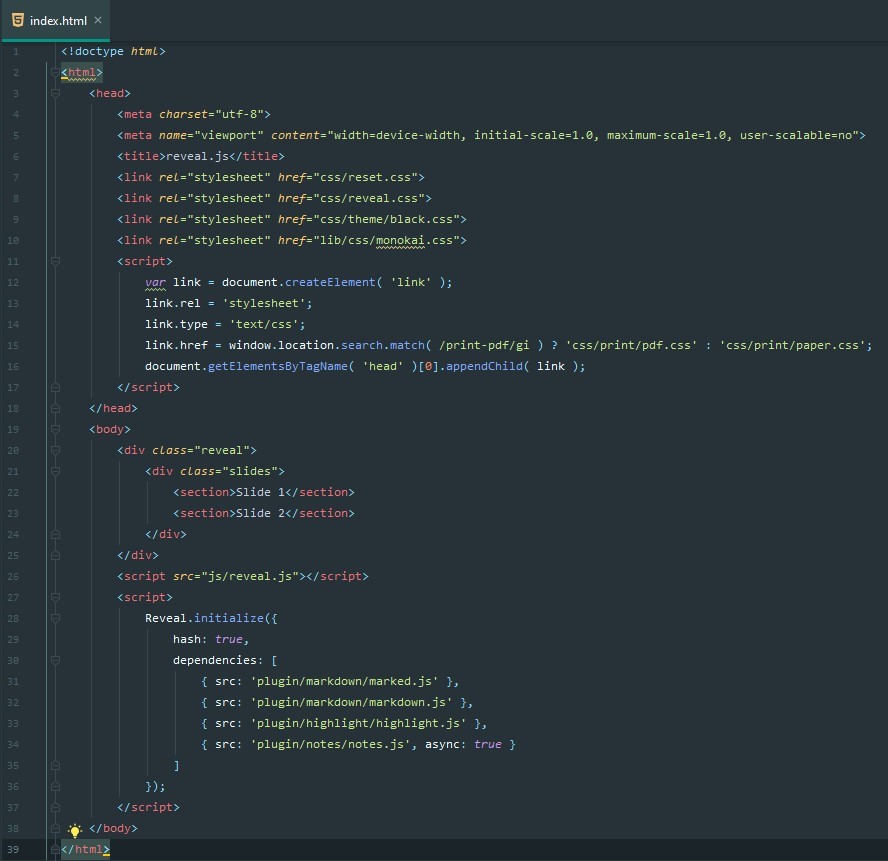 index.html
1 <!doctype html>
2 <html>
3 <head>
4 <meta charset="utf-8">
5 <meta name="viewport" content="width=device-width, initial-scale=1.0, maximum-scale=1.0, user-scalable=no">
6 <title>reveal.js</title>
7 <link rel="stylesheet" href="css/reset.css">
8 <link rel="stylesheet" href="css/reveal.css">
9 <link rel="stylesheet" href="css/theme/black.css">
10 <link rel="stylesheet" href="lib/css/monokai.css">
11 <script>
12 var link = document.createElement( 'link' );
13 link.rel = 'stylesheet';
14 link.type = 'text/css';
15 link.href = window.location.search.match( /print-pdf/gi ) ? 'css/print/pdf.css' : 'css/print/paper.css';
16 document.getElementsByTagName( 'head' )[0].appendChild( link );
17 </script>
18 </head>
19 <body>
20 <div class="reveal">
21 <div class="slides">
22 <section>Slide 1</section>
23 <section>Slide 2</section>
24 </div>
25 </div>
26 <script src="js/reveal.js"></script>
27 <script>
28 Reveal.initialize({
29 hash: true,
30 dependencies: [
31 { src: 'plugin/markdown/marked.js' },
32 { src: 'plugin/markdown/markdown.js' },
33 { src: 'plugin/highlight/highlight.js' },
34 { src: 'plugin/notes/notes.js', async: true }
35 ]
36 });
37 </script>
38 </body>
39 </html>